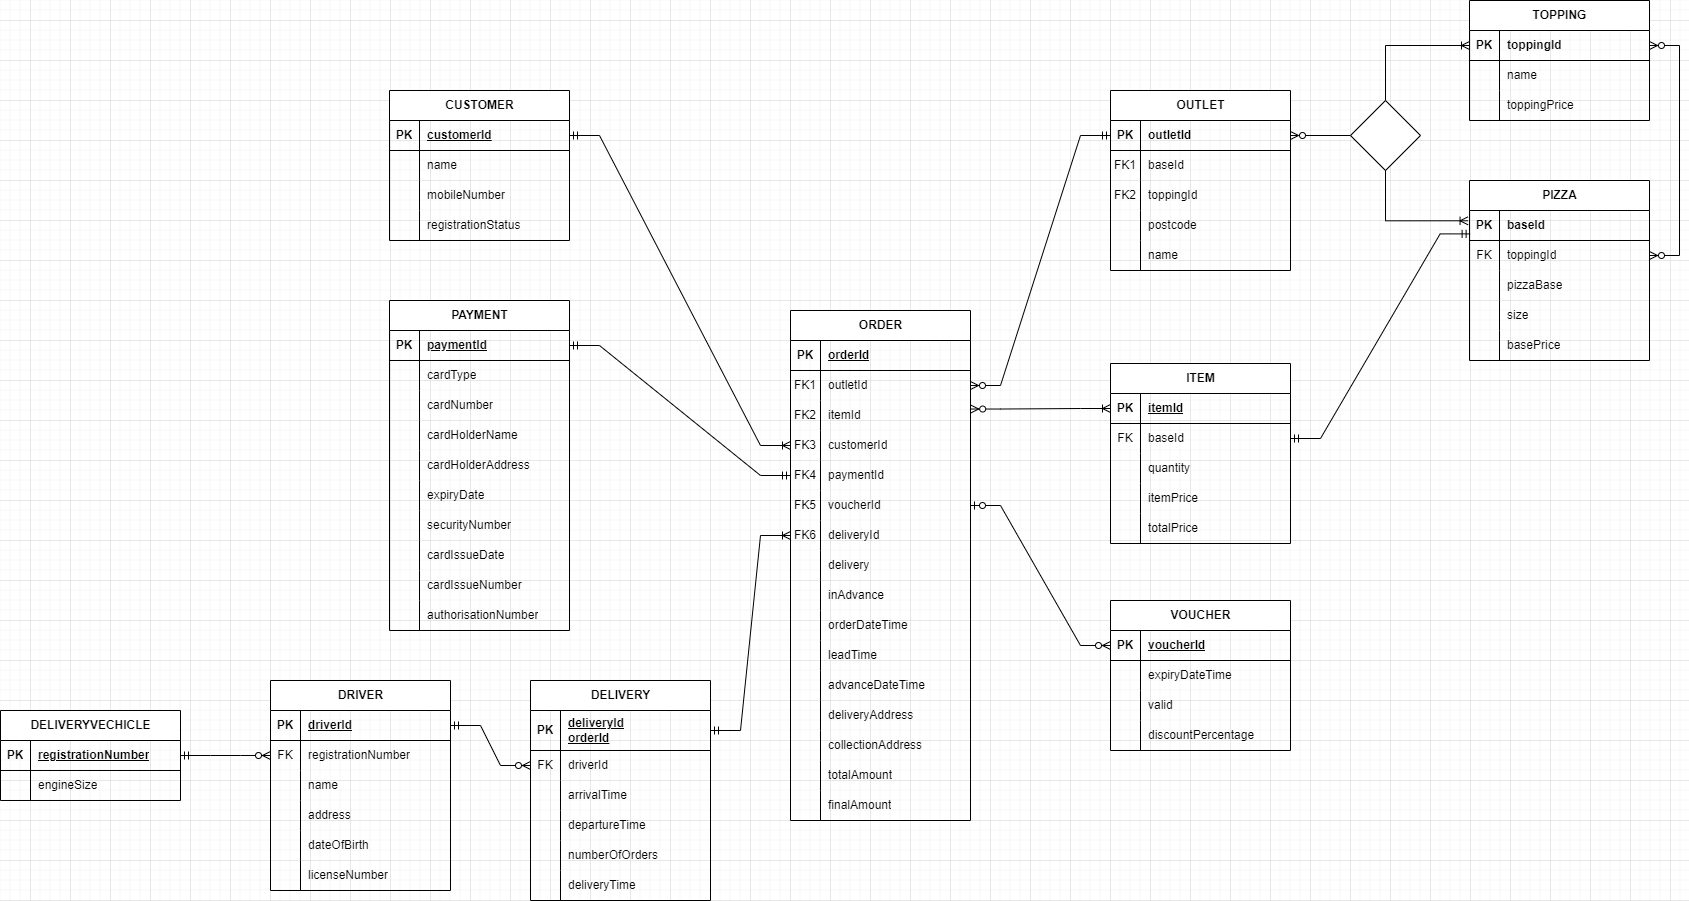 TOPPING
PK toppingId
name
toppingPrice
CUSTOMER
PK customerId
name
mobileNumber
registrationStatus
OUTLET
PK outletId
FK1 baseId
FK2 toppingId
postcode
name
PIZZA
PK baseId
FK toppingId
pizzaBase
size
basePrice
PAYMENT
PK paymentId
cardType
cardNumber
cardHolderName
cardHolderAddress
expiryDate
securityNumber
cardIssueDate
cardIssueNumber
authorisationNumber
ORDER
PK orderId
FK1 outletId
FK2 itemId
FK3 customerId
FK4 paymentId
FK5 voucherId
FK6 deliveryId
delivery
inAdvance
orderDateTime
leadTime
advanceDateTime
deliveryAddress
collectionAddress
totalAmount
finalAmount
ITEM
PK itemId
FK baseId
quantity
itemPrice
totalPrice
VOUCHER
PK voucherId
expiryDateTime
valid
discountPercentage
DELIVERYVECHICLE
PK registrationNumber
engineSize
DRIVER
PK driverId
FK registrationNumber
name
address
dateOfBirth
licenseNumber
DELIVERY
PK deliveryId
orderId
FK driverId
arrivalTime
departureTime
numberOfOrders
deliveryTime